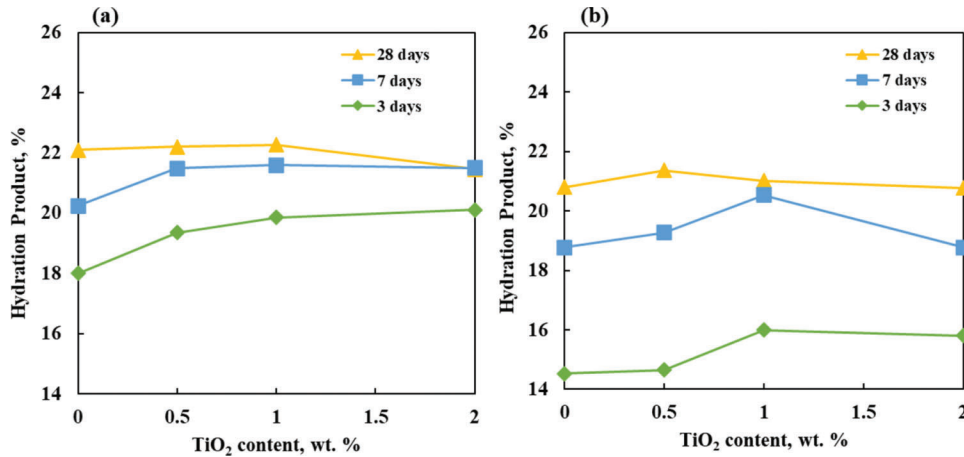 (a)
Hydration Product, %
26
24
22
20
18
16
14
28 days
7 days
3 days
0 0.5 1 1.5 2
TiO₂ content, wt. %
(b)
Hydration Product, %
26
24
22
20
18
16
14
28 days
7 days
3 days
0 0.5 1 1.5 2
TiO₂ content, wt. %